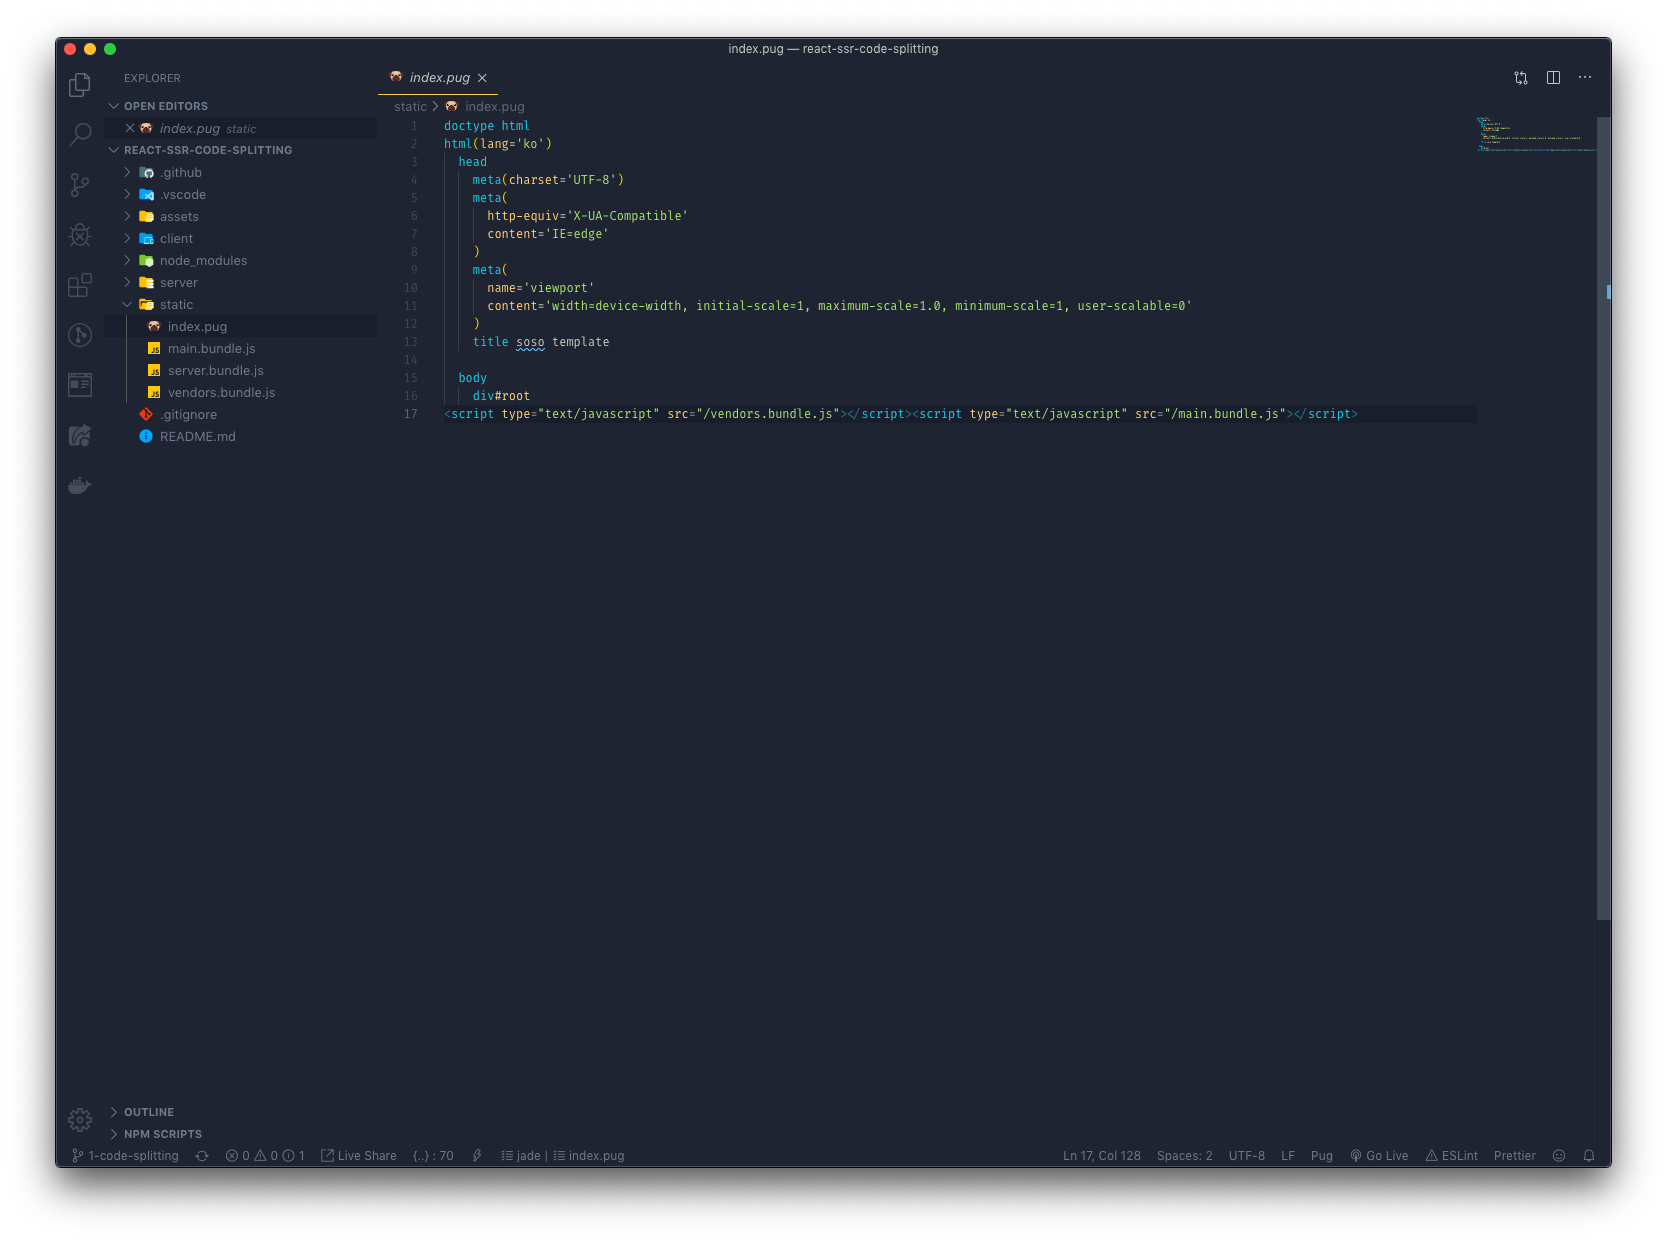 index.pug — react-ssr-code-splitting
EXPLORER
OPEN EDITORS
index.pug static
REACT-SSR-CODE-SPLITTING
.github
.vscode
assets
client
node_modules
server
static
index.pug
main.bundle.js
server.bundle.js
vendors.bundle.js
.gitignore
README.md
OUTLINE
NPM SCRIPTS
index.pug
static > index.pug
1 doctype html
2 html(lang='ko')
3 head
4 meta(charset='UTF-8')
5 meta(
6 http-equiv='X-UA-Compatible'
7 content='IE=edge'
8 )
9 meta(
10 name='viewport'
11 content='width=device-width, initial-scale=1, maximum-scale=1.0, minimum-scale=1, user-scalable=0'
12 )
13 title soso template
14
15 body
16 div#root
17 <script type="text/javascript" src="/vendors.bundle.js"></script><script type="text/javascript" src="/main.bundle.js"></script>
1-code-splitting 0 0 1 Live Share {..} : 70 jade | index.pug Ln 17, Col 128 Spaces: 2 UTF-8 LF Pug Go Live ESLint Prettier